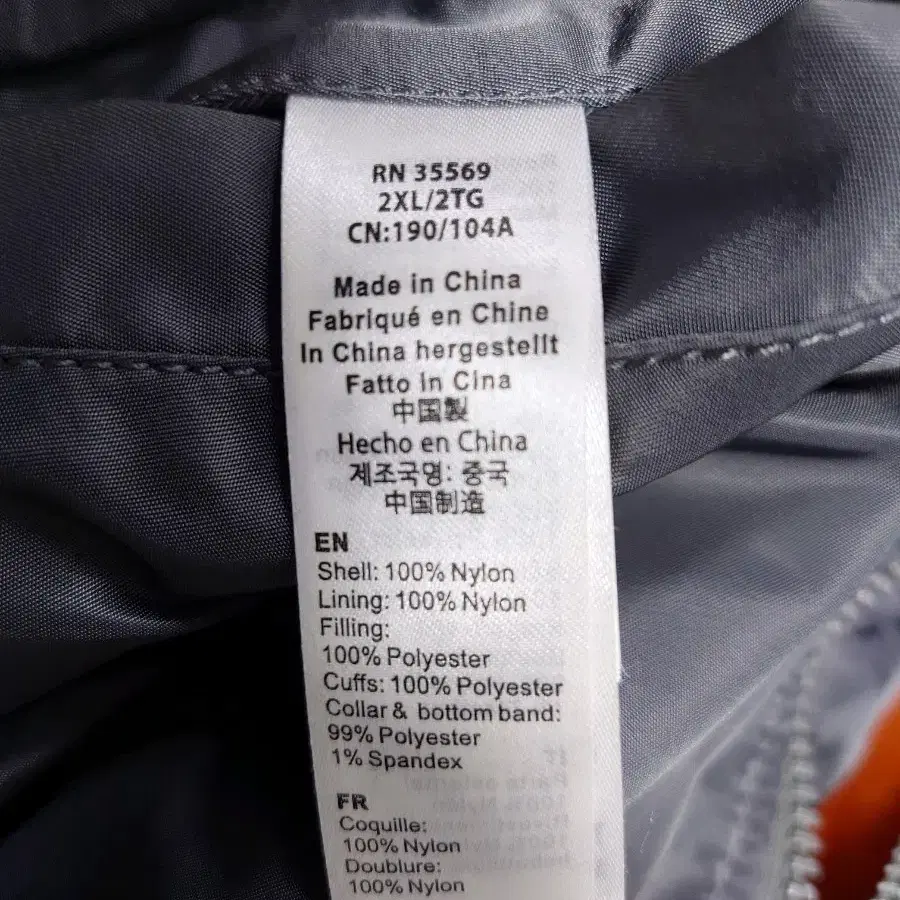 RN 35569
2XL/2TG
CN:190/104A
Made in China
Fabriqué en Chine
In China hergestellt
Fatto in Cina
中国製
Hecho en China
제조국명: 중국
中国制造
EN
Shell: 100% Nylon
Lining: 100% Nylon
Filling:
100% Polyester
Cuffs: 100% Polyester
Collar & bottom band:
99% Polyester
1% Spandex
FR
Coquille:
100% Nylon
Doublure:
100% Nylon